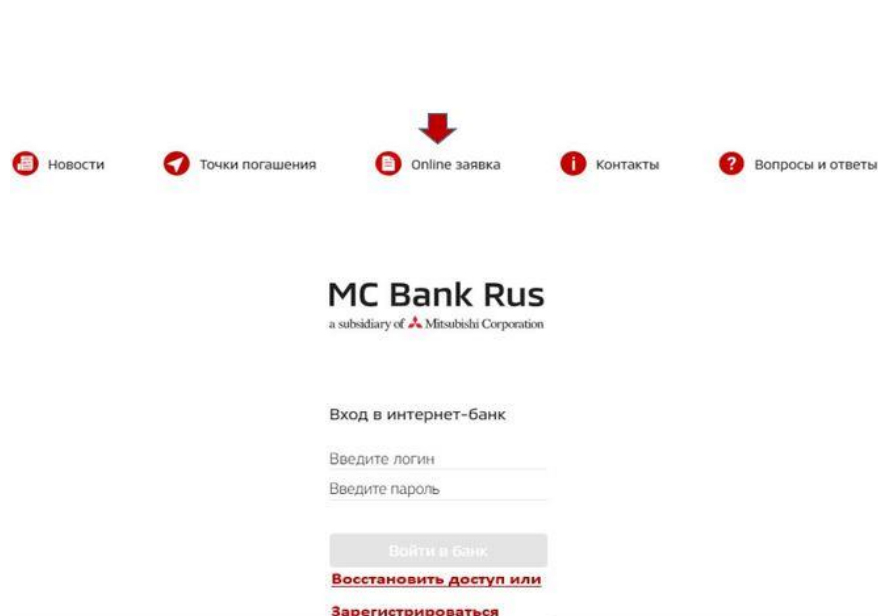 Новости Точки погашения Online заявка Контакты Вопросы и ответы
MC Bank Rus
a subsidiary of Mitsubishi Corporation
Вход в интернет-банк
Введите логин
Введите пароль
Войти в банк
Восстановить доступ или
Зарегистрироваться